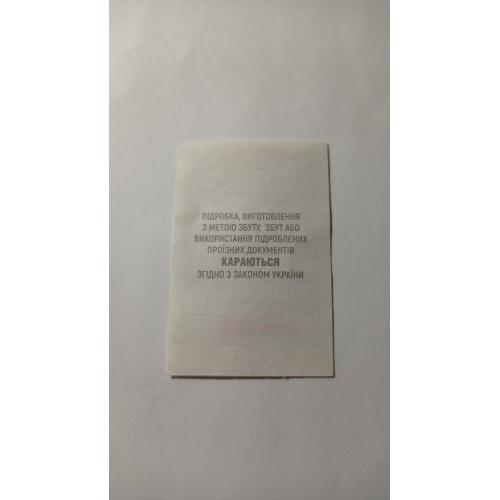 ПІДРОБКА, ВИГОТОВЛЕННЯ
З МЕТОЮ ЗБУТУ, ЗБУТ АБО
ВИКОРИСТАННЯ ПІДРОБЛЕНИХ
ПРОЇЗНИХ ДОКУМЕНТІВ
КАРАЮТЬСЯ
ЗГІДНО З ЗАКОНОМ УКРАЇНИ